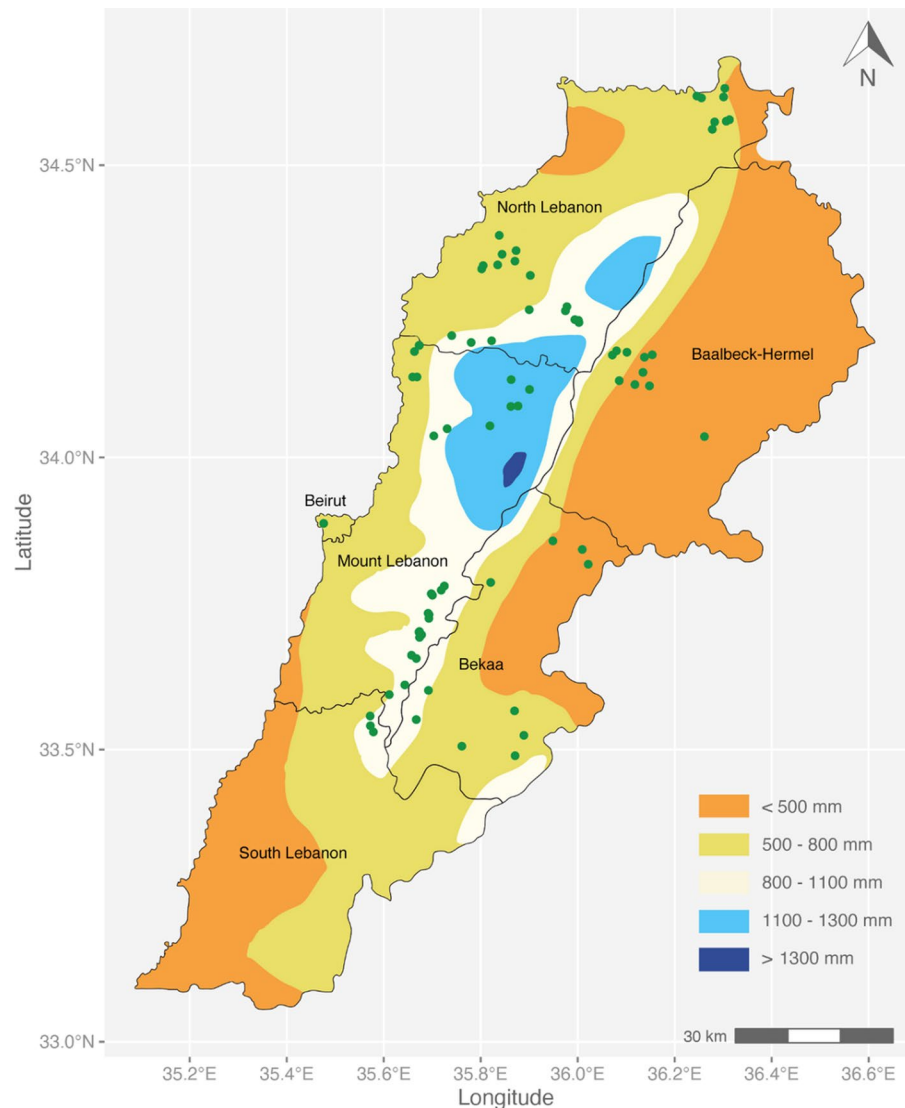 N
34.5°N
North Lebanon
Baalbeck-Hermel
34.0°N
Beirut
Latitude
Mount Lebanon
Bekaa
33.5°N
< 500 mm
500 - 800 mm
South Lebanon
800 - 1100 mm
1100 - 1300 mm
> 1300 mm
30 km
33.0°N
35.2°E 35.4°E 35.6°E 35.8°E 36.0°E 36.2°E 36.4°E 36.6°E
Longitude